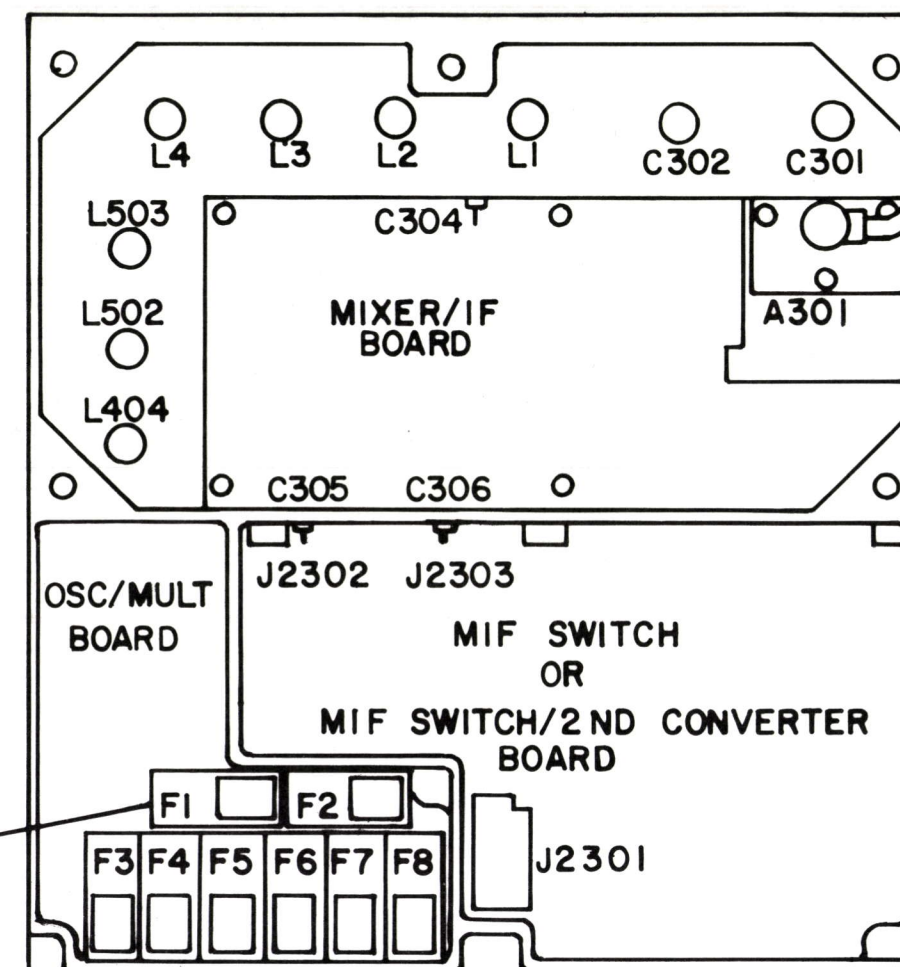 L4 L3 L2 L1 C302 C301
L503
C304
L502
MIXER/IF
BOARD
A301
L404
C305 C306
J2302 J2303
OSC/MULT
BOARD
MIF SWITCH
OR
MIF SWITCH/2ND CONVERTER
BOARD
F1 F2
F3 F4 F5 F6 F7 F8
J2301